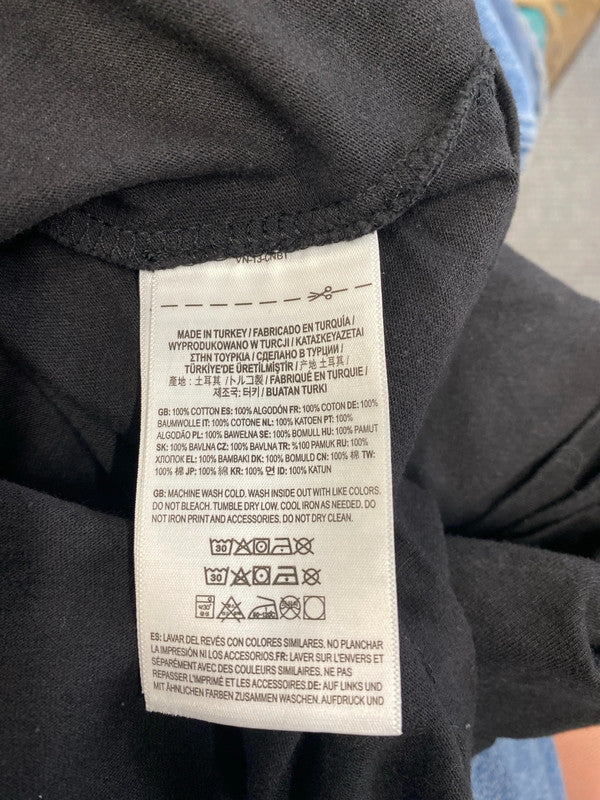 MADE IN TURKEY / FABRICADO EN TURQUÍA /
WYPRODUKOWANO W TURCJI / ΚΑΤΑΣΚΕΥΑΖΕΤΑΙ
ΣΤΗΝ ΤΟΥΡΚΙΑ / СДЕЛАНО В ТУРЦИИ /
TÜRKİYE'DE ÜRETİLMİŞTİR / 产地:土耳其 /
產地:土耳其 / トルコ製 / FABRIQUÉ EN TURQUIE /
제조국: 터키 / BUATAN TURKI
GB: 100% COTTON ES: 100% ALGODÓN FR: 100% COTON DE: 100%
BAUMWOLLE IT: 100% COTONE NL: 100% KATOEN PT: 100%
ALGODÃO PL: 100% BAWEŁNA SE: 100% BOMULL HU: 100% PAMUT
SK: 100% BAVLNA CZ: 100% BAVLNA TR: %100 PAMUK RU: 100%
ХЛОПОК EL: 100% ΒΑΜΒΑΚΙ DK: 100% BOMULD CN: 100% 棉 TW:
100% 棉 JP: 100% 綿 KR: 100% 면 ID: 100% KATUN
GB: MACHINE WASH COLD. WASH INSIDE OUT WITH LIKE COLORS.
DO NOT BLEACH. TUMBLE DRY LOW. COOL IRON AS NEEDED. DO
NOT IRON PRINT AND ACCESSORIES. DO NOT DRY CLEAN.
30
30
ES: LAVAR DEL REVÉS CON COLORES SIMILARES. NO PLANCHAR
LA IMPRESIÓN NI LOS ACCESORIOS.FR: LAVER SUR L'ENVERS ET
SÉPARÉMENT AVEC DES COULEURS SIMILAIRES. NE PAS
REPASSER L'IMPRIMÉ ET LES ACCESSOIRES.DE: AUF LINKS UND
MIT ÄHNLICHEN FARBEN ZUSAMMEN WASCHEN. AUFDRUCK UND